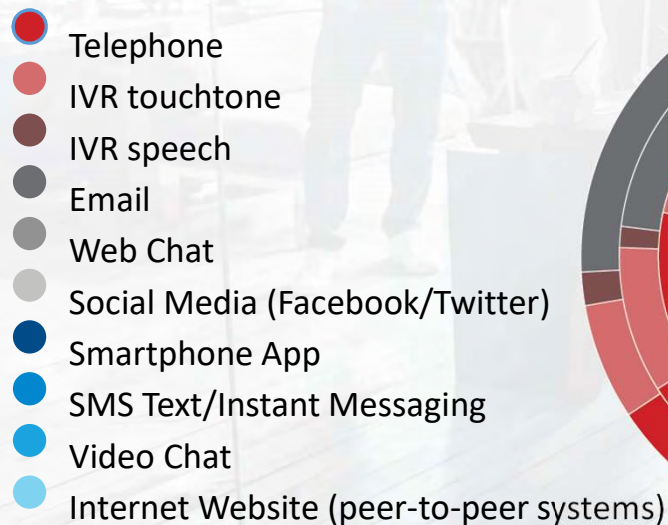 Telephone
IVR touchtone
IVR speech
Email
Web Chat
Social Media (Facebook/Twitter)
Smartphone App
SMS Text/Instant Messaging
Video Chat
Internet Website (peer-to-peer systems)